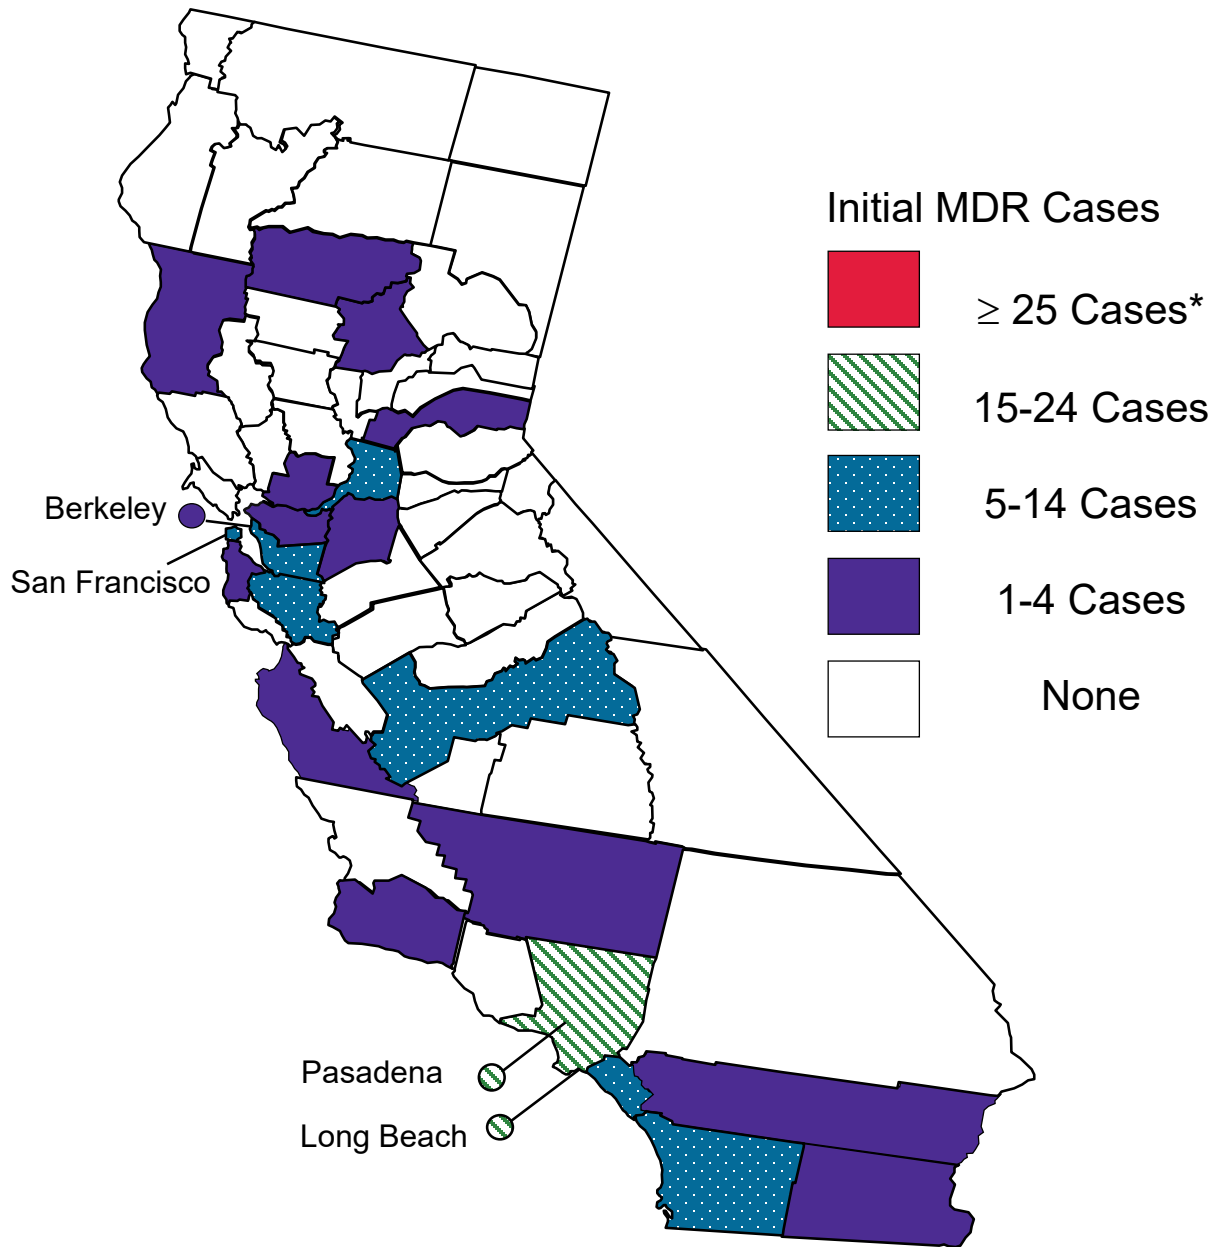 Initial MDR Cases
≥ 25 Cases*
15-24 Cases
5-14 Cases
1-4 Cases
None
Berkeley
San Francisco
Pasadena
Long Beach